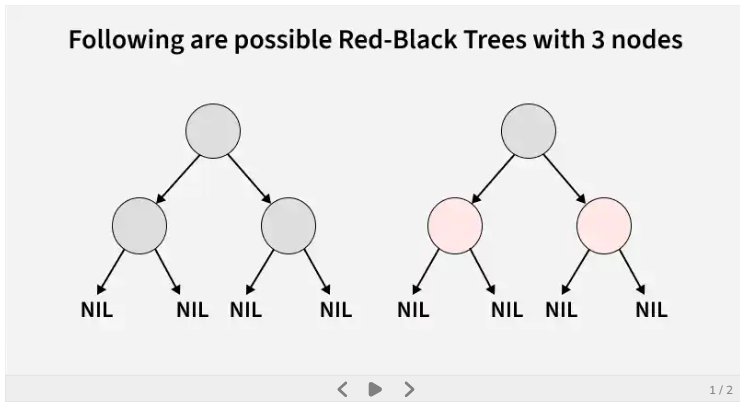 Following are possible Red-Black Trees with 3 nodes
NIL NIL NIL NIL NIL NIL NIL NIL
1 / 2